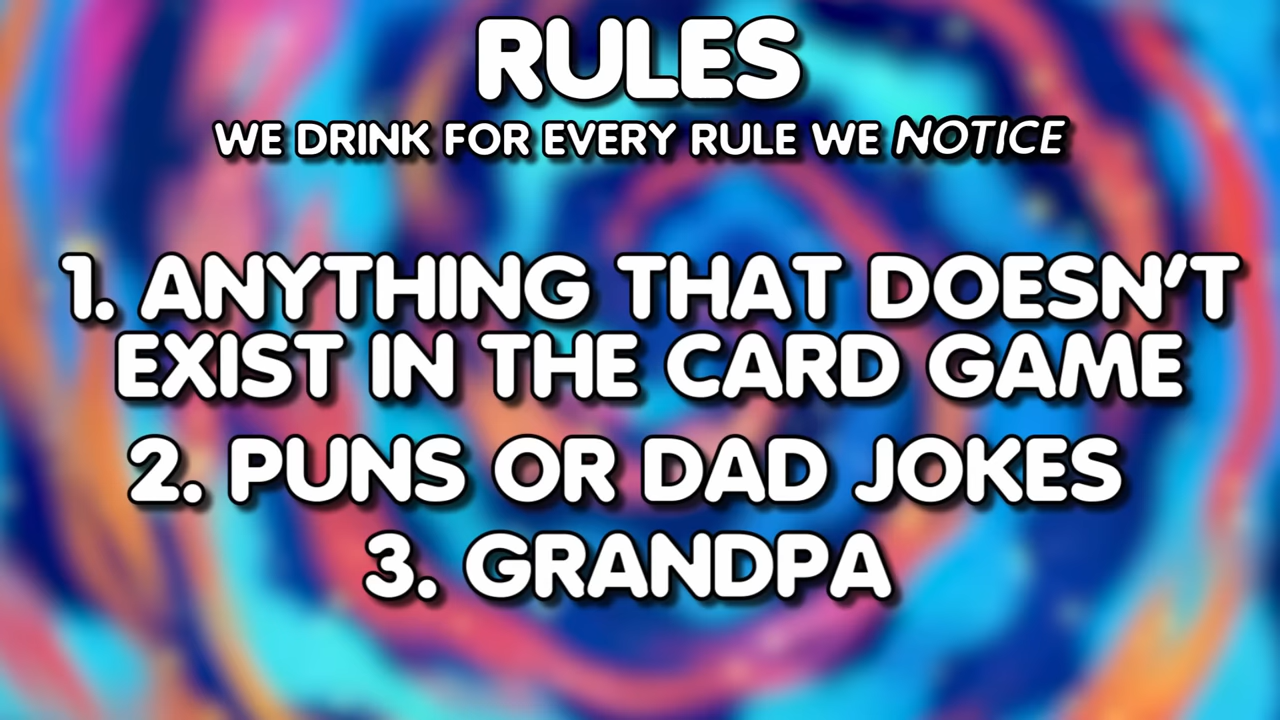 RULES
WE DRINK FOR EVERY RULE WE NOTICE
1. ANYTHING THAT DOESN'T
EXIST IN THE CARD GAME
2. PUNS OR DAD JOKES
3. GRANDPA